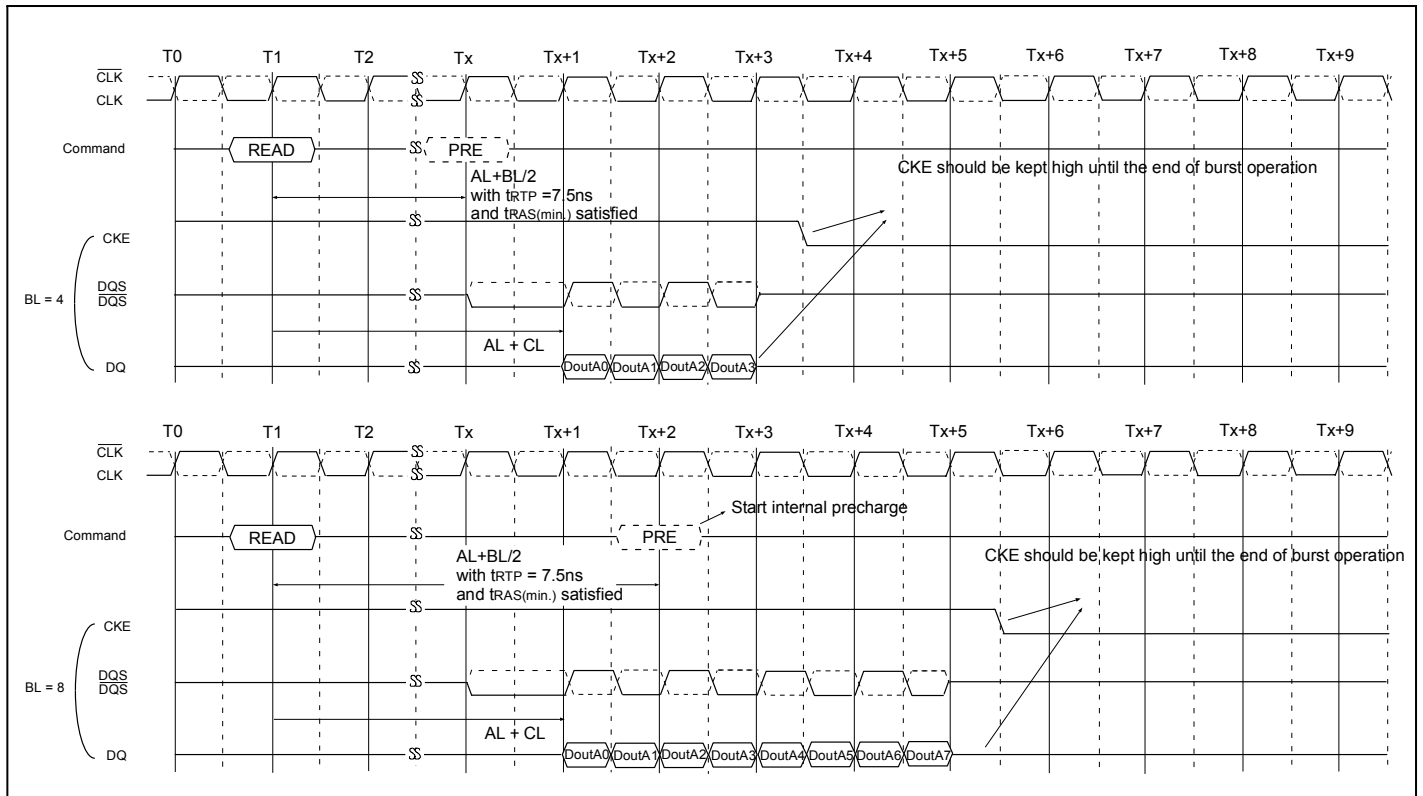 T0 T1 T2 Tx Tx+1 Tx+2 Tx+3 Tx+4 Tx+5 Tx+6 Tx+7 Tx+8 Tx+9
CLK
CLK
Command READ PRE
CKE should be kept high until the end of burst operation
AL+BL/2
with tRTP =7.5ns
and tRAS(min.) satisfied
CKE
BL = 4
DQS
DQS
AL + CL
DQ DoutA0 DoutA1 DoutA2 DoutA3
T0 T1 T2 Tx Tx+1 Tx+2 Tx+3 Tx+4 Tx+5 Tx+6 Tx+7 Tx+8 Tx+9
CLK
CLK
Start internal precharge
Command READ PRE
CKE should be kept high until the end of burst operation
AL+BL/2
with tRTP = 7.5ns
and tRAS(min.) satisfied
CKE
BL = 8
DQS
DQS
AL + CL
DQ DoutA0 DoutA1 DoutA2 DoutA3 DoutA4 DoutA5 DoutA6 DoutA7